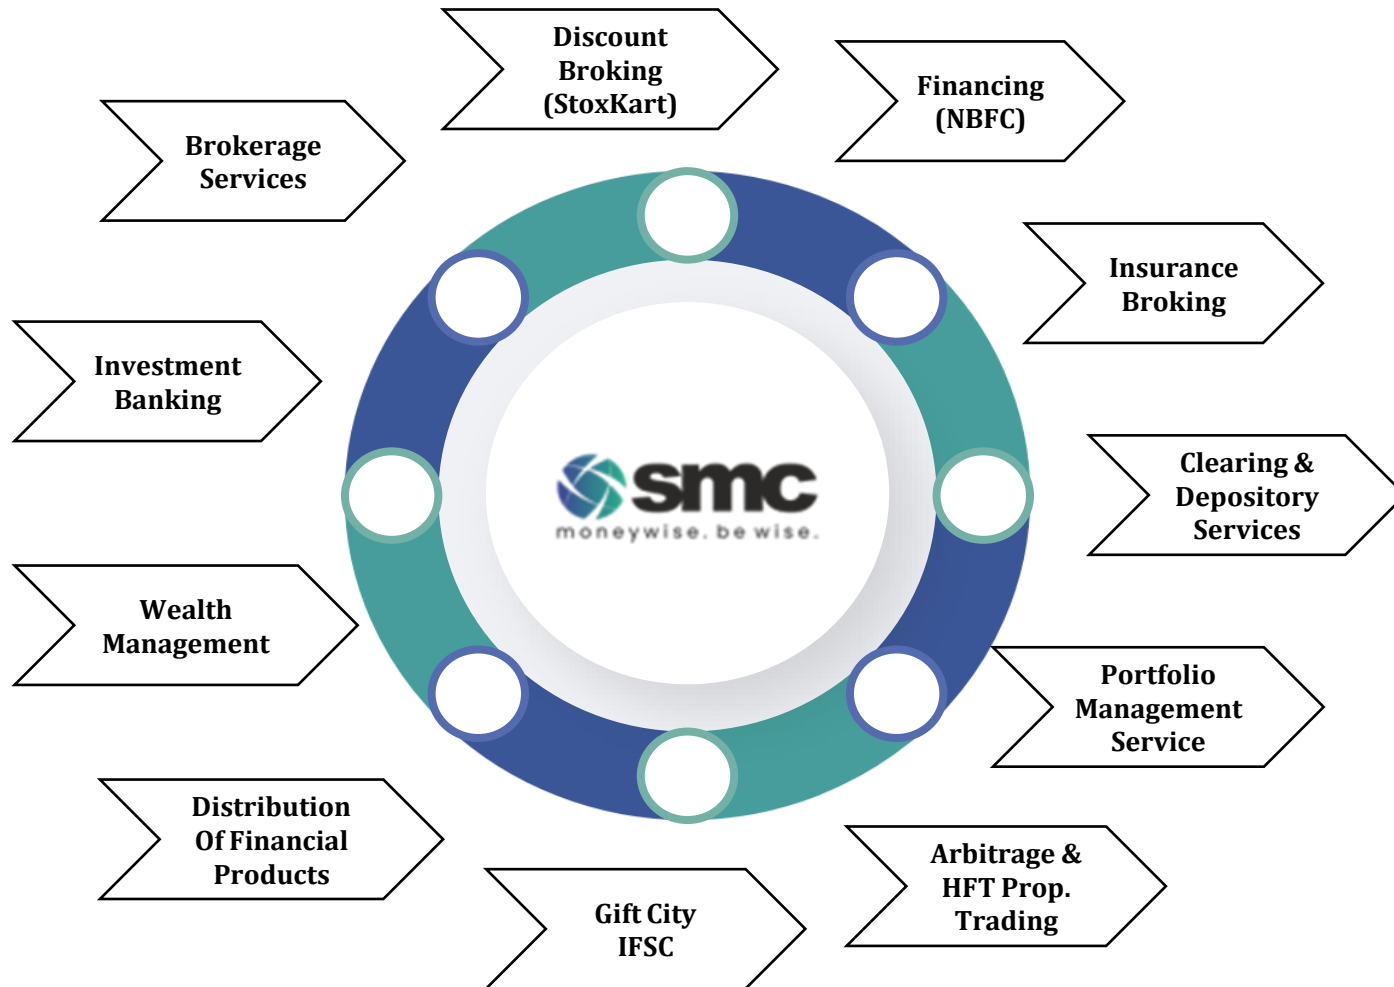 Discount
Broking
(StoxKart)
Financing
(NBFC)
Brokerage
Services
Insurance
Broking
Investment
Banking
smc
moneywise. be wise.
Clearing &
Depository
Services
Wealth
Management
Portfolio
Management
Service
Distribution
Of Financial
Products
Arbitrage &
HFT Prop.
Trading
Gift City
IFSC